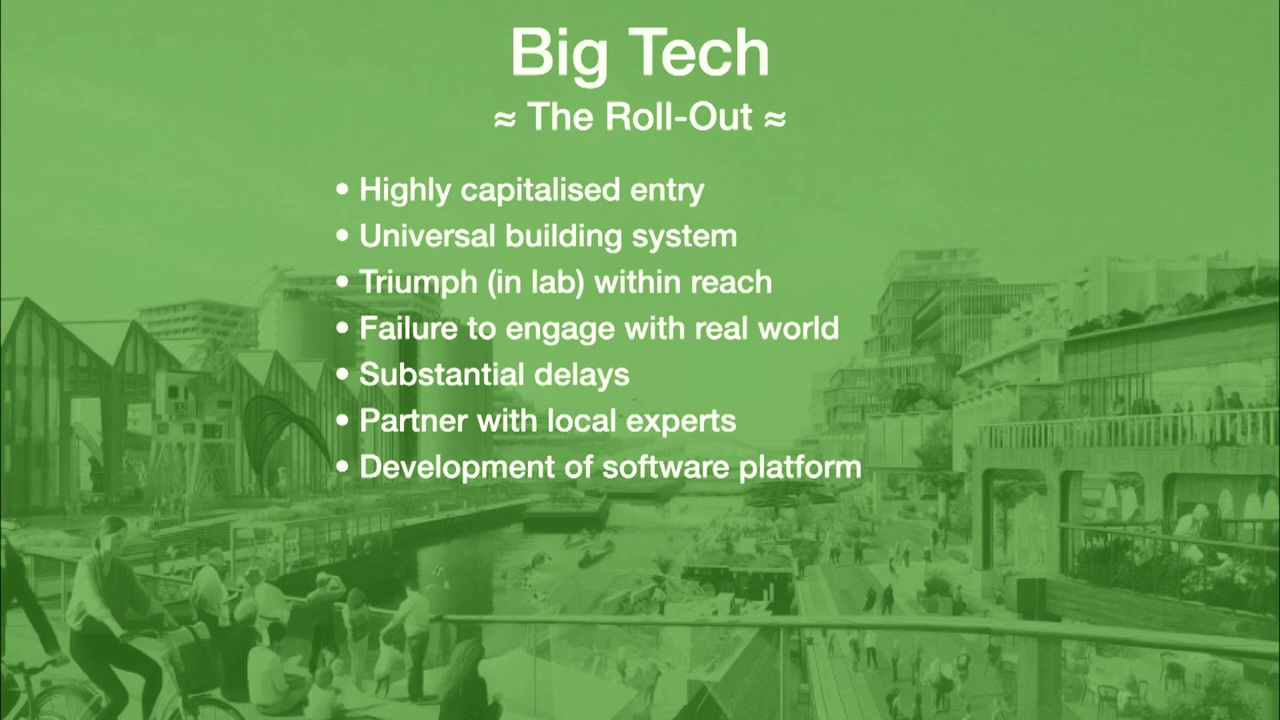 Big Tech
≈ The Roll-Out ≈
• Highly capitalised entry
• Universal building system
• Triumph (in lab) within reach
• Failure to engage with real world
• Substantial delays
• Partner with local experts
• Development of software platform